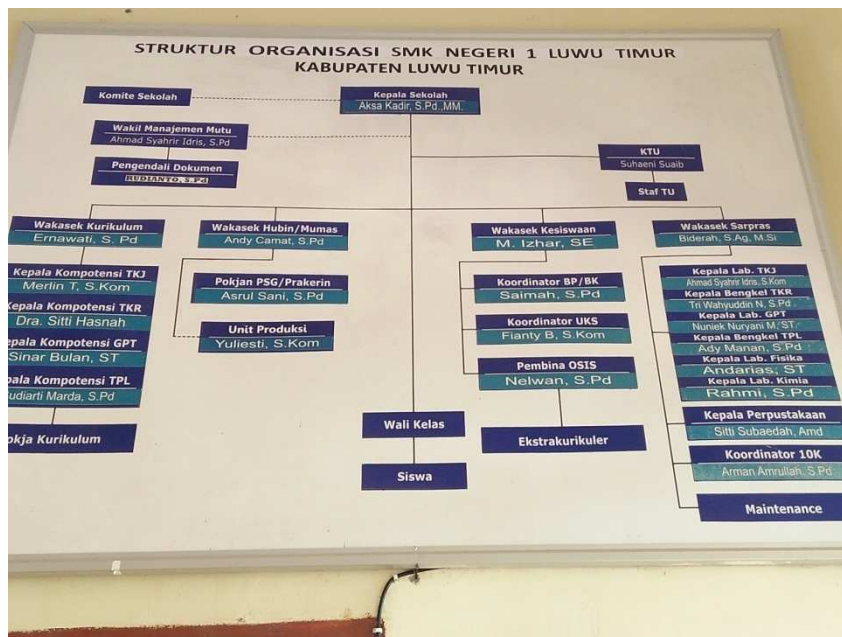 STRUKTUR ORGANISASI SMK NEGERI 1 LUWU TIMUR
KABUPATEN LUWU TIMUR
Komite Sekolah
Kepala Sekolah
Aksa Kadir, S.Pd.,MM.
Wakil Manajemen Mutu
Ahmad Syahrir Idris, S.Pd
Pengendali Dokumen
RUDIANTO, S.Pd
KTU
Suhaeni Suaib
Staf TU
Wakasek Kurikulum
Ernawati, S. Pd
Kepala Kompetensi TKJ
Merlin T, S.Kom
Kepala Kompetensi TKR
Dra. Sitti Hasnah
epala Kompetensi GPT
Sinar Bulan, ST
pala Kompetensi TPL
udiarti Marda, S.Pd
okja Kurikulum
Wakasek Hubin/Mumas
Andy Camat, S.Pd
Pokjan PSG/Prakerin
Asrul Sani, S.Pd
Unit Produksi
Yuliesti, S.Kom
Wali Kelas
Siswa
Wakasek Kesiswaan
M. Izhar, SE
Koordinator BP/BK
Saimah, S.Pd
Koordinator UKS
Fianty B, S.Kom
Pembina OSIS
Nelwan, S.Pd
Ekstrakurikuler
Wakasek Sarpras
Biderah, S.Ag, M.Si
Kepala Lab. TKJ
Ahmad Syahrir Idris, S.Kom
Kepala Bengkel TKR
Tri Wahyuddin N, S.Pd
Kepala Lab. GPT
Nuniek Nuryani M, ST.
Kepala Bengkel TPL
Ady Manan, S.Pd
Kepala Lab. Fisika
Andarias, ST
Kepala Lab. Kimia
Rahmi, S.Pd
Kepala Perpustakaan
Sitti Subaedah, Amd
Koordinator 10K
Arman Amrullah, S.Pd
Maintenance